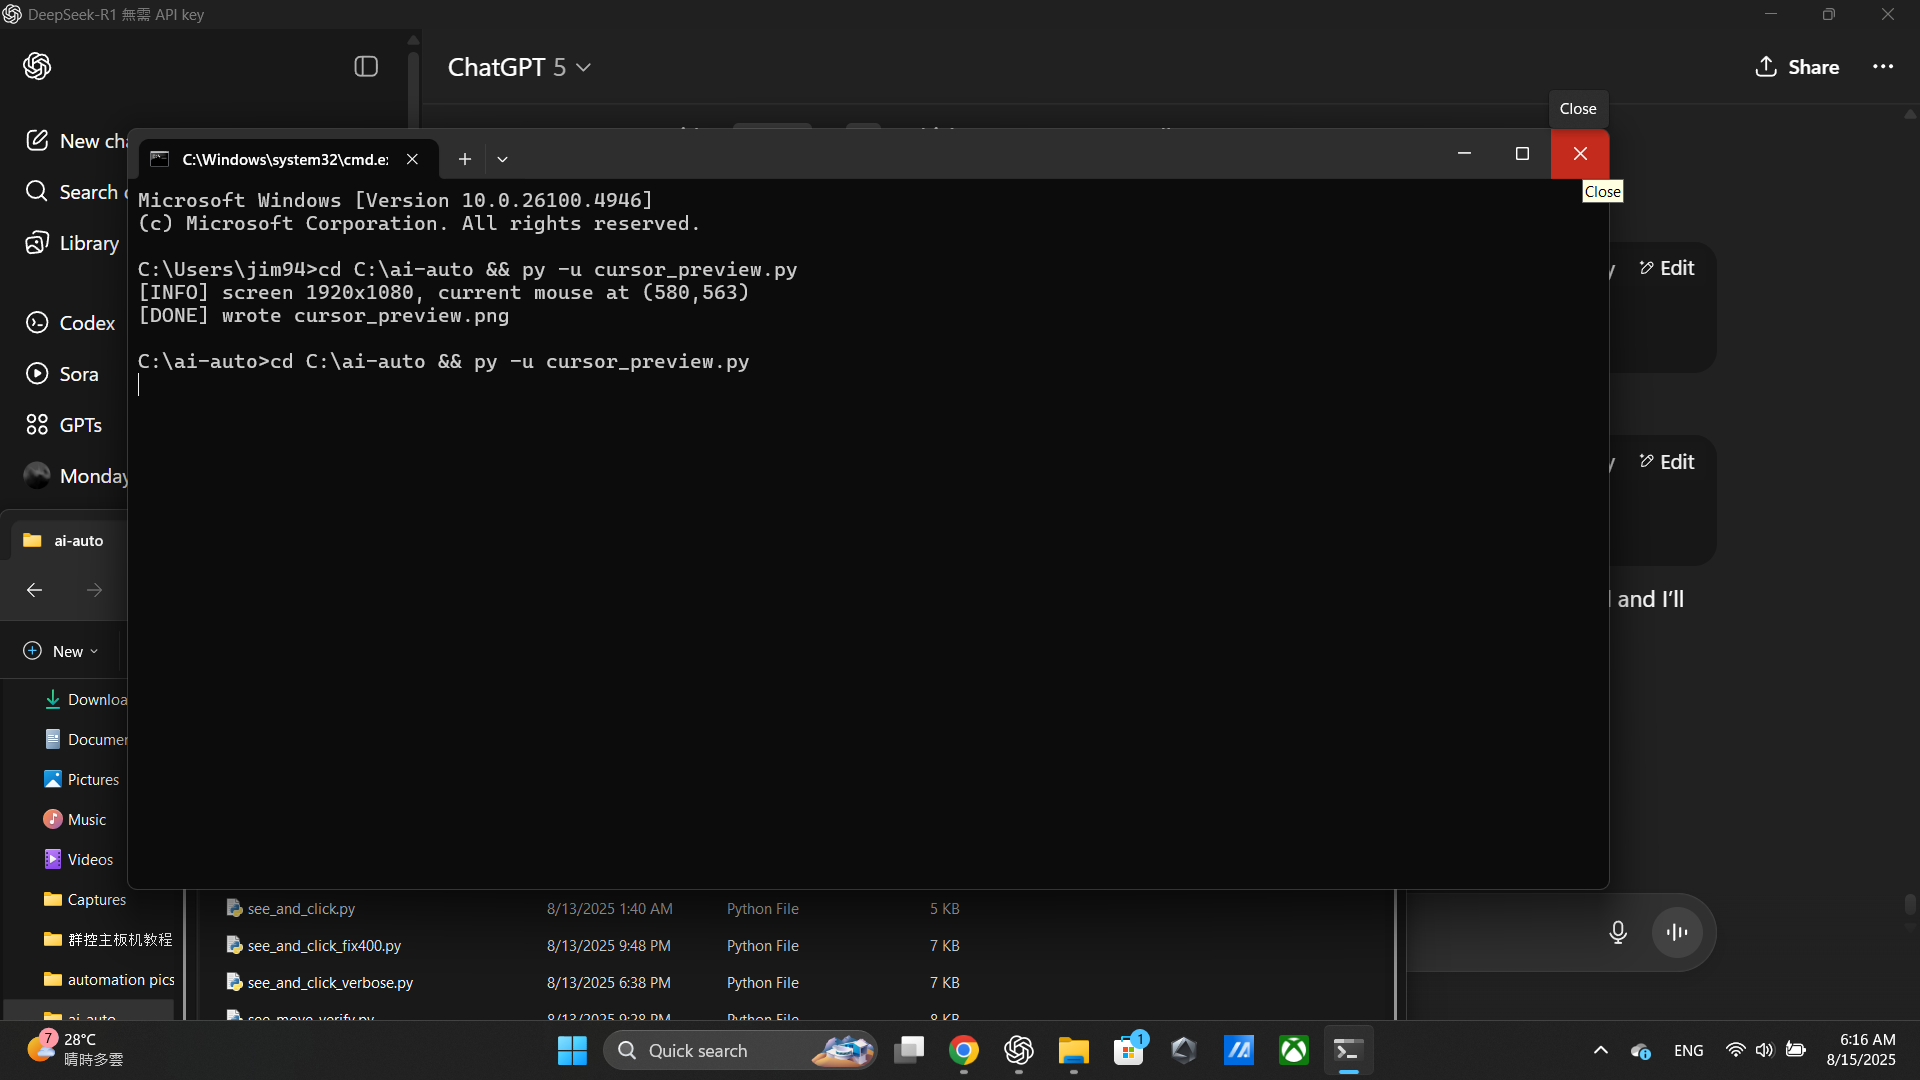 DeepSeek-R1 無需 API key
ChatGPT 5
Share
Close
New cha
Search
Library
Codex
Sora
GPTs
Monday
C:\Windows\system32\cmd.e
Close
Microsoft Windows [Version 10.0.26100.4946]
(c) Microsoft Corporation. All rights reserved.
C:\Users\jim94>cd C:\ai-auto && py -u cursor_preview.py
[INFO] screen 1920x1080, current mouse at (580,563)
[DONE] wrote cursor_preview.png
C:\ai-auto>cd C:\ai-auto && py -u cursor_preview.py
Edit
Edit
and I’ll
ai-auto
New
Downloa
Documen
Pictures
Music
Videos
Captures
群控主板机教程
automation pics
ai-auto
see_and_click.py 8/13/2025 1:40 AM Python File 5 KB
see_and_click_fix400.py 8/13/2025 9:48 PM Python File 7 KB
see_and_click_verbose.py 8/13/2025 6:38 PM Python File 7 KB
see_move_verify.py 8/13/2025 9:28 PM Python File 8 KB
7
28°C
晴時多雲
Quick search
1
ENG
6:16 AM
8/15/2025